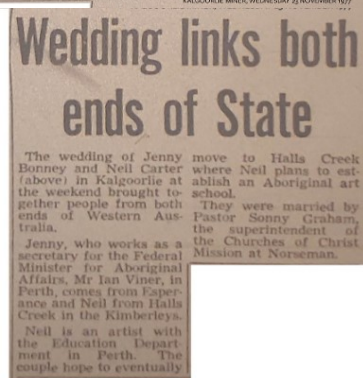 KALGOORLIE MINER, WEDNESDAY 23 NOVEMBER 1977
Wedding links both
ends of State
The wedding of Jenny
Bonney and Neil Carter
(above) in Kalgoorlie at
the weekend brought to-
gether people from both
ends of Western Aus-
tralia.
Jenny, who works as a
secretary for the Federal
Minister for Aboriginal
Affairs, Mr Ian Viner, in
Perth, comes from Esper-
ance and Neil from Halls
Creek in the Kimberleys.
Neil is an artist with
the Education Depart-
ment in Perth. The
couple hope to eventually
move to Halls Creek
where Neil plans to est-
ablish an Aboriginal art
school.
They were married by
Pastor Sonny Graham,
the superintendent of
the Churches of Christ
Mission at Norseman.